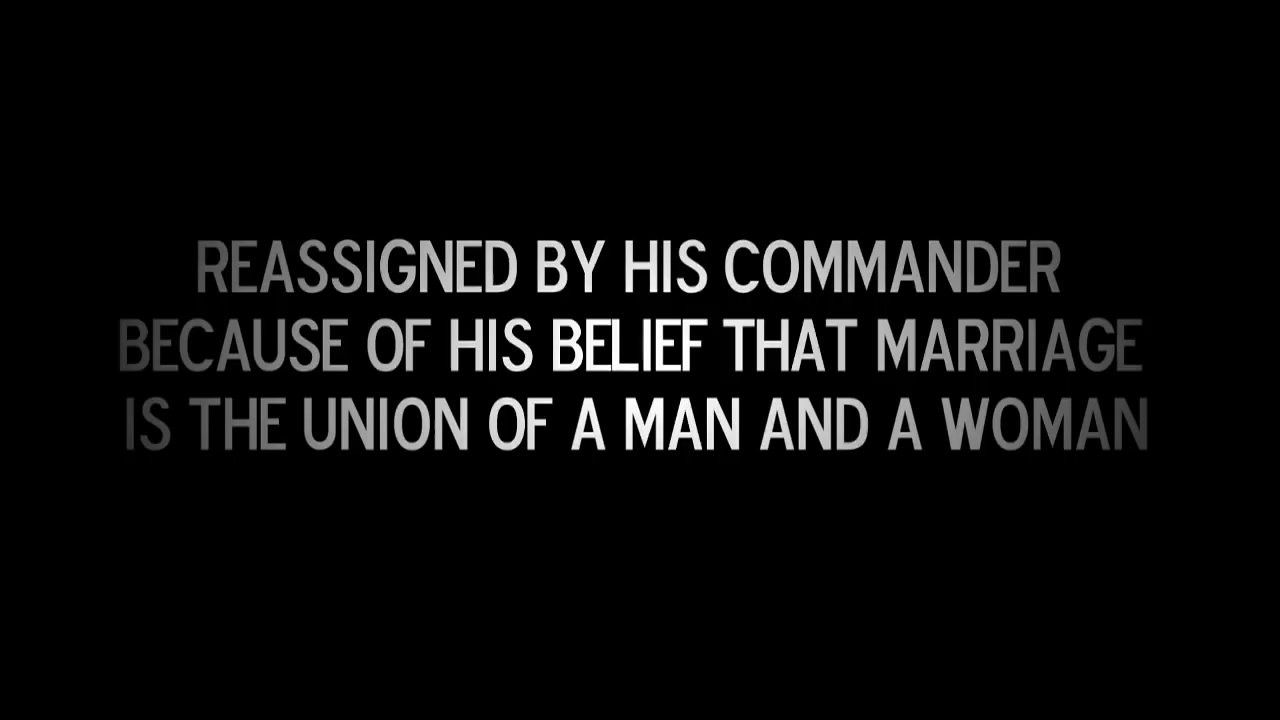 REASSIGNED BY HIS COMMANDER
BECAUSE OF HIS BELIEF THAT MARRIAGE
IS THE UNION OF A MAN AND A WOMAN